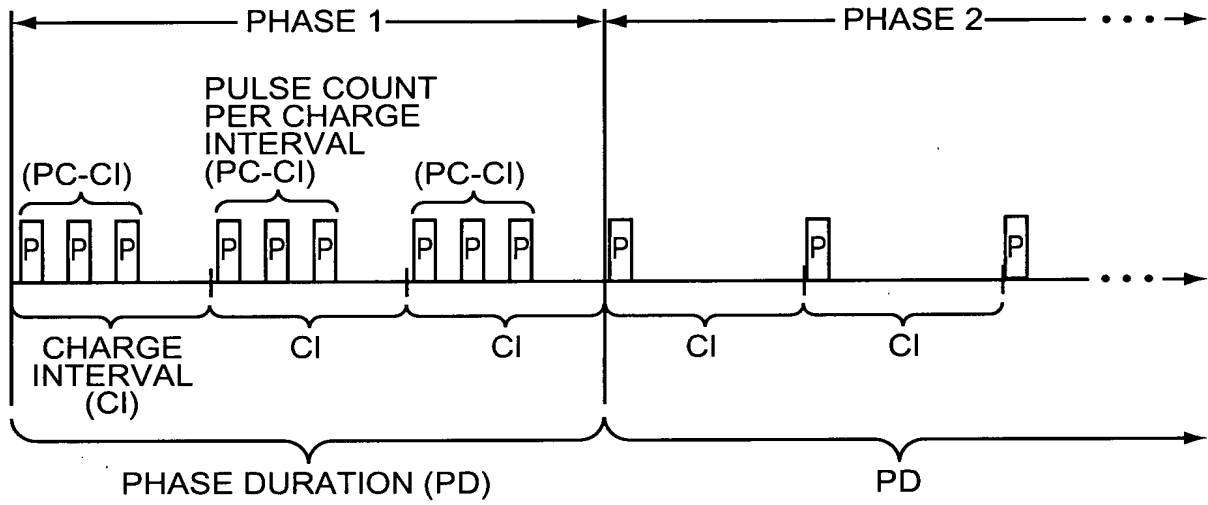 PHASE 1
PHASE 2
PULSE COUNT
PER CHARGE
INTERVAL
(PC-CI)
(PC-CI)
(PC-CI)
P P P P P P P P P P P P
CHARGE
INTERVAL
(CI)
CI
CI
CI
CI
PHASE DURATION (PD)
PD